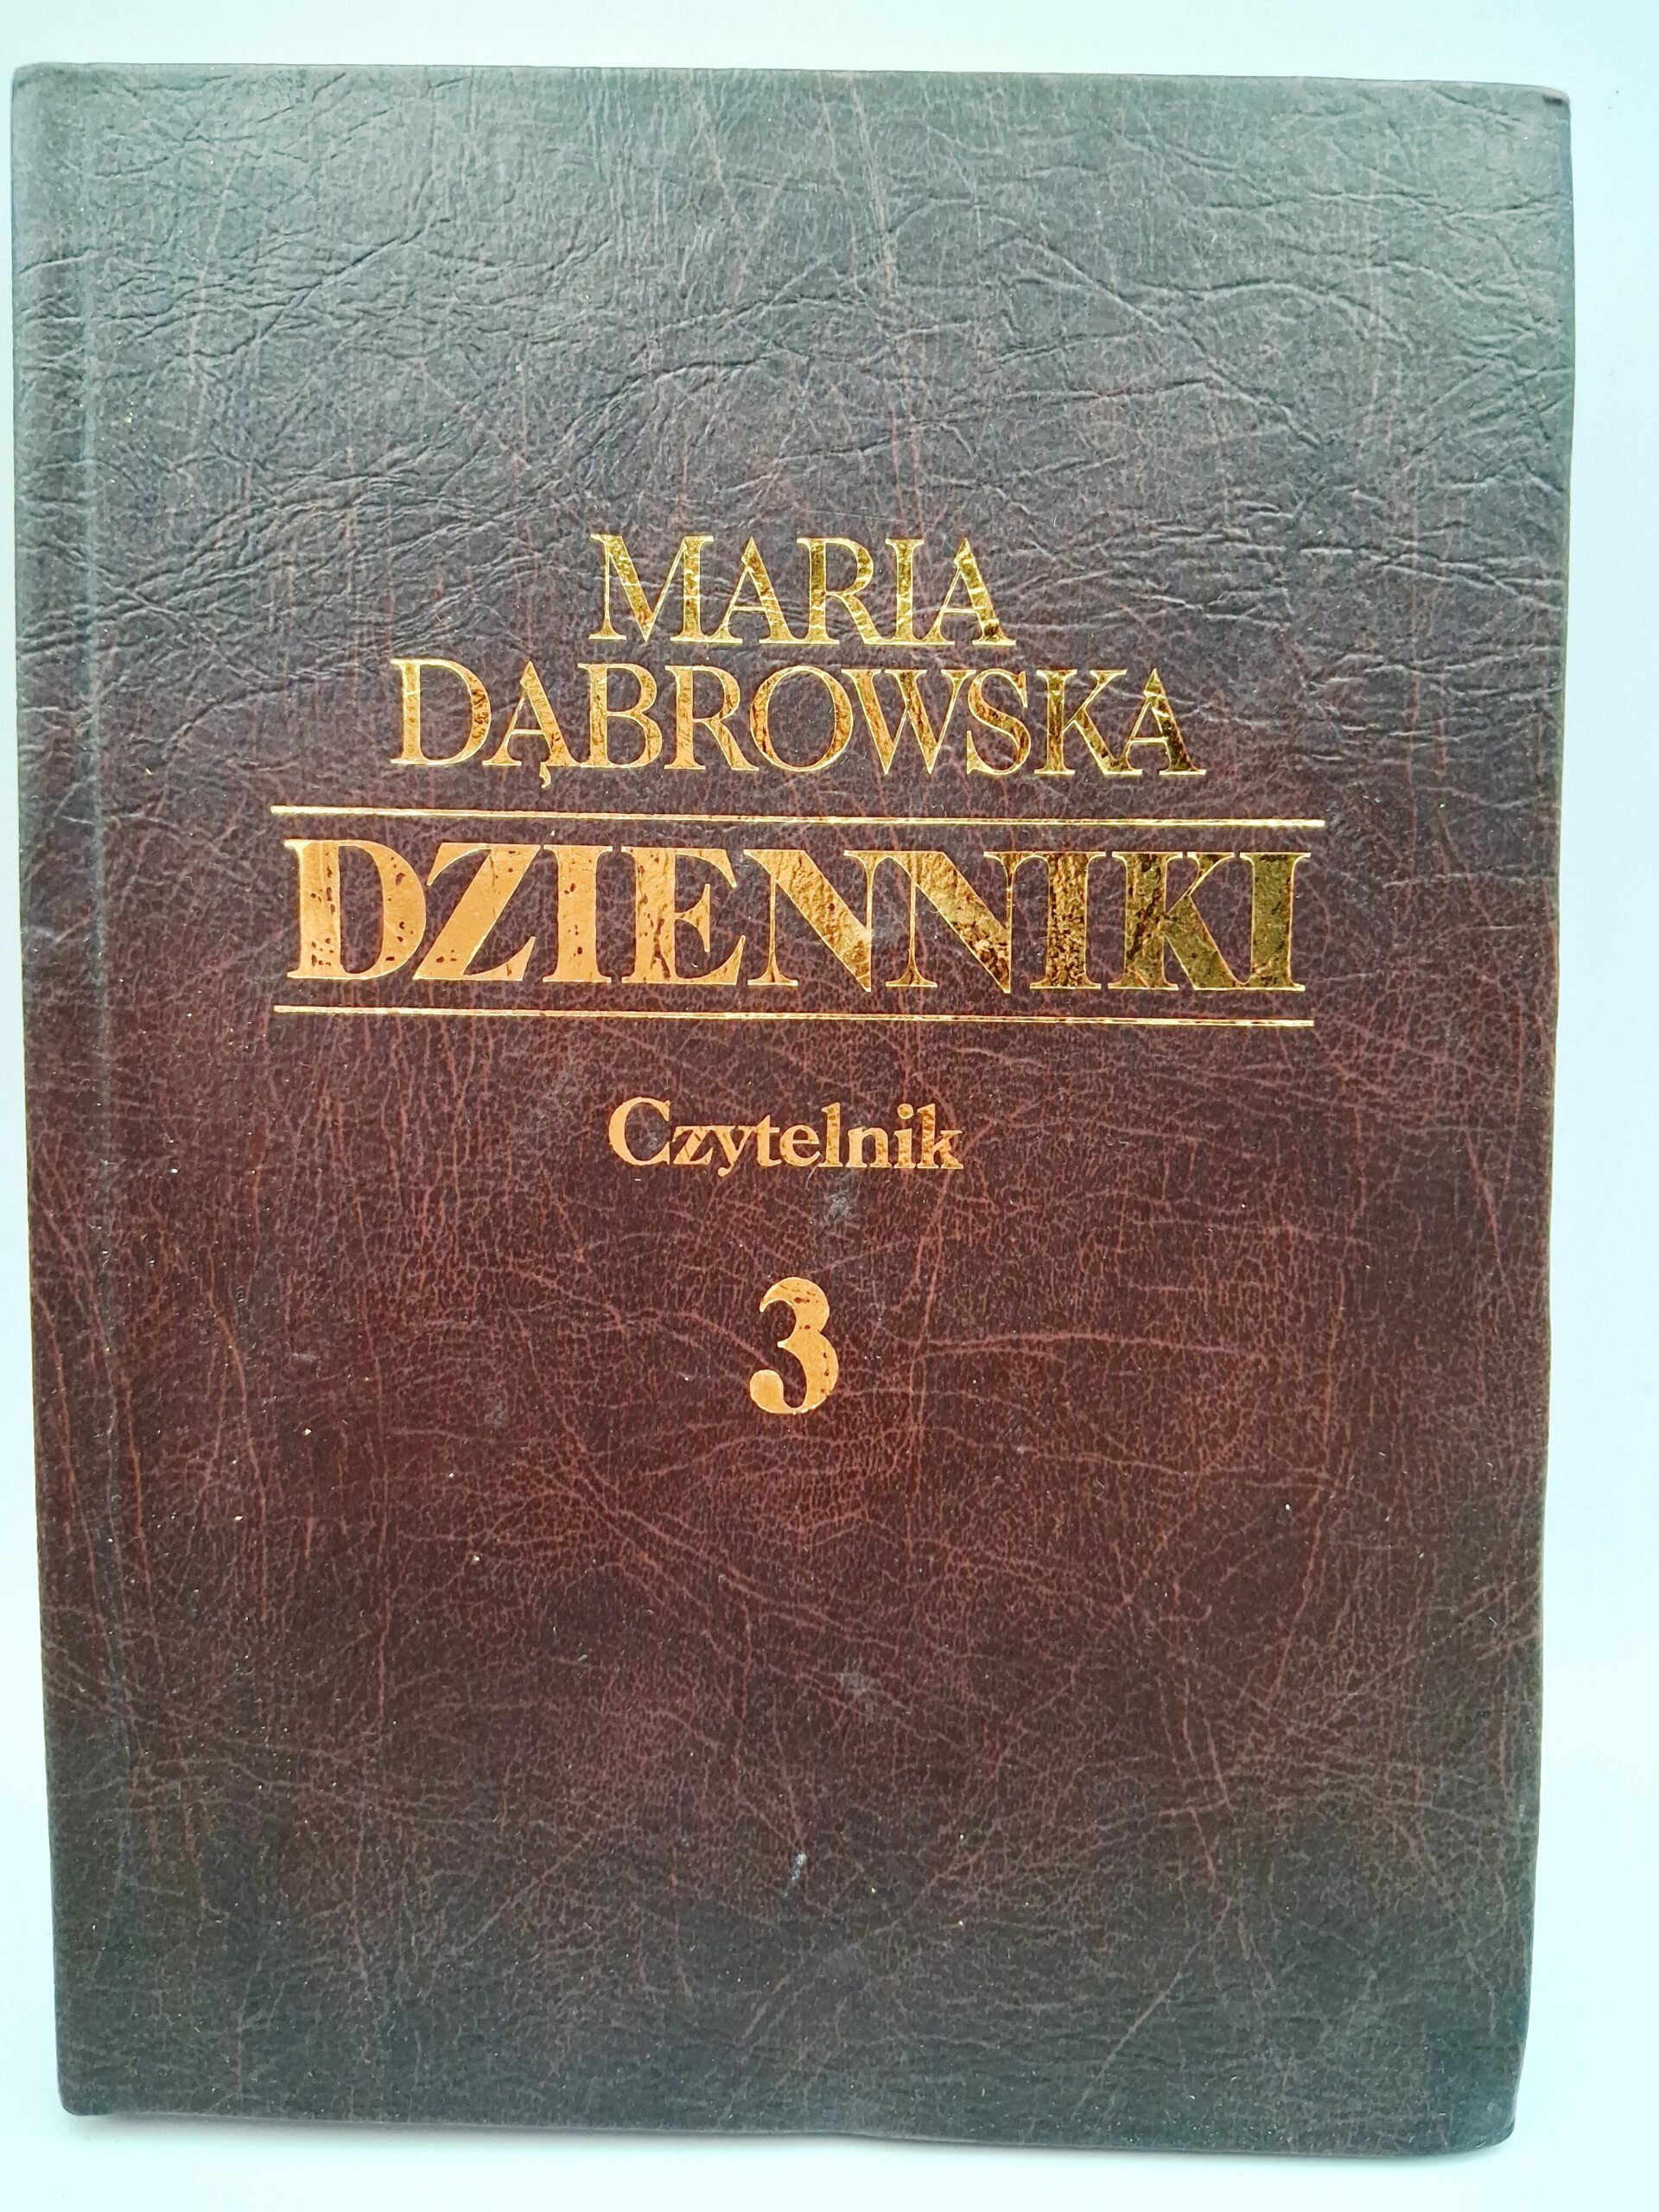 MARIA
DĄBROWSKA
DZIENNIKI
Czytelnik
3